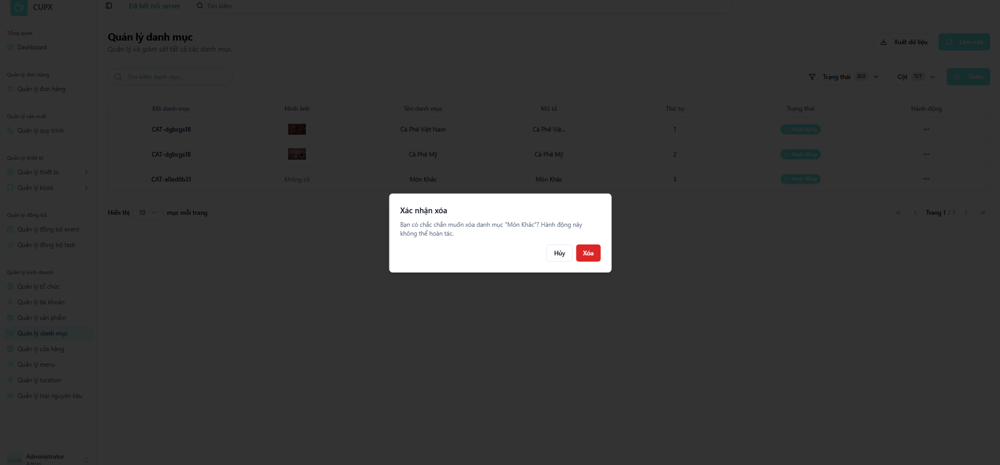 CUPX
Đã kết nối server
Tìm kiếm
Tổng quan
Dashboard
Quản lý đơn hàng
Quản lý đơn hàng
Quản lý sản xuất
Quản lý quy trình
Quản lý thiết bị
Quản lý thiết bị
Quản lý kiosk
Quản lý đồng bộ
Quản lý đồng bộ event
Quản lý đồng bộ task
Quản lý kinh doanh
Quản lý tổ chức
Quản lý tài khoản
Quản lý sản phẩm
Quản lý danh mục
Quản lý cửa hàng
Quản lý menu
Quản lý location
Quản lý loại nguyên liệu
Administrator
Admin
Quản lý danh mục
Quản lý và giám sát tất cả các danh mục.
Xuất dữ liệu
Làm mới
Tìm kiếm danh mục...
Trạng thái 0/2
Cột 7/7
Thêm
Mã danh mục Hình ảnh Tên danh mục Mô tả Thứ tự Trạng thái Hành động
CAT-dgbcgs18 Cà Phê Việt Nam Cà Phê Việ... 1 Hoạt động
CAT-dgbcgs18 Cà Phê Mỹ Cà Phê Mỹ 2 Hoạt động
CAT-a0ed6b31 Không có Món Khác Món Khác 3 Hoạt động
Hiển thị 10 mục mỗi trang
Trang 1 / 1
Xác nhận xóa
Bạn có chắc chắn muốn xóa danh mục "Món Khác"? Hành động này
không thể hoàn tác.
Hủy
Xóa